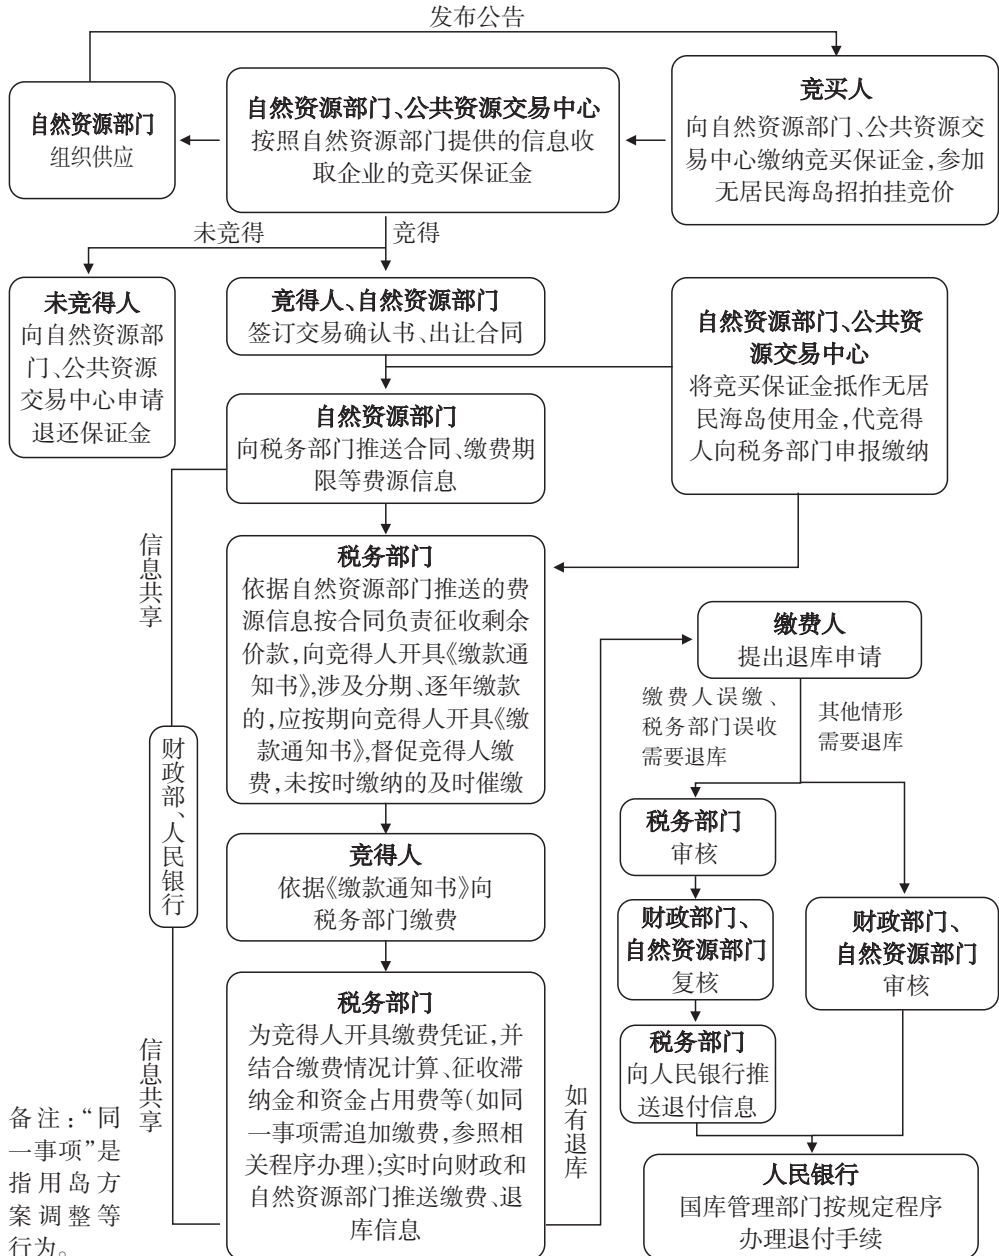 发布公告
自然资源部门
组织供应
自然资源部门、公共资源交易中心
按照自然资源部门提供的信息收
取企业的竞买保证金
竞买人
向自然资源部门、公共资源交
易中心缴纳竞买保证金,参加
无居民海岛招拍挂竞价
未竞得
竞得
未竞得人
向自然资源部
门、公共资源
交易中心申请
退还保证金
竞得人、自然资源部门
签订交易确认书、出让合同
自然资源部门、公共资
源交易中心
将竞买保证金抵作无居
民海岛使用金,代竞得
人向税务部门申报缴纳
自然资源部门
向税务部门推送合同、缴费期
限等费源信息
信息共享
税务部门
依据自然资源部门推送的费
源信息按合同负责征收剩余
价款,向竞得人开具《缴款通
知书》,涉及分期、逐年缴款
的,应按期向竞得人开具《缴
款通知书》,督促竞得人缴
费,未按时缴纳的及时催缴
财政部、人民银行
竞得人
依据《缴款通知书》向
税务部门缴费
信息共享
税务部门
为竞得人开具缴费凭证,并
结合缴费情况计算、征收滞
纳金和资金占用费等(如同
一事项需追加缴费,参照相
关程序办理);实时向财政和
自然资源部门推送缴费、退
库信息
如有退库
缴费人
提出退库申请
缴费人误缴、
税务部门误收
需要退库
其他情形
需要退库
税务部门
审核
财政部门、
自然资源部门
复核
税务部门
向人民银行推
送退付信息
财政部门、
自然资源部门
审核
人民银行
国库管理部门按规定程序
办理退付手续
备注:“同
一事项”是
指用岛方
案调整等
行为。